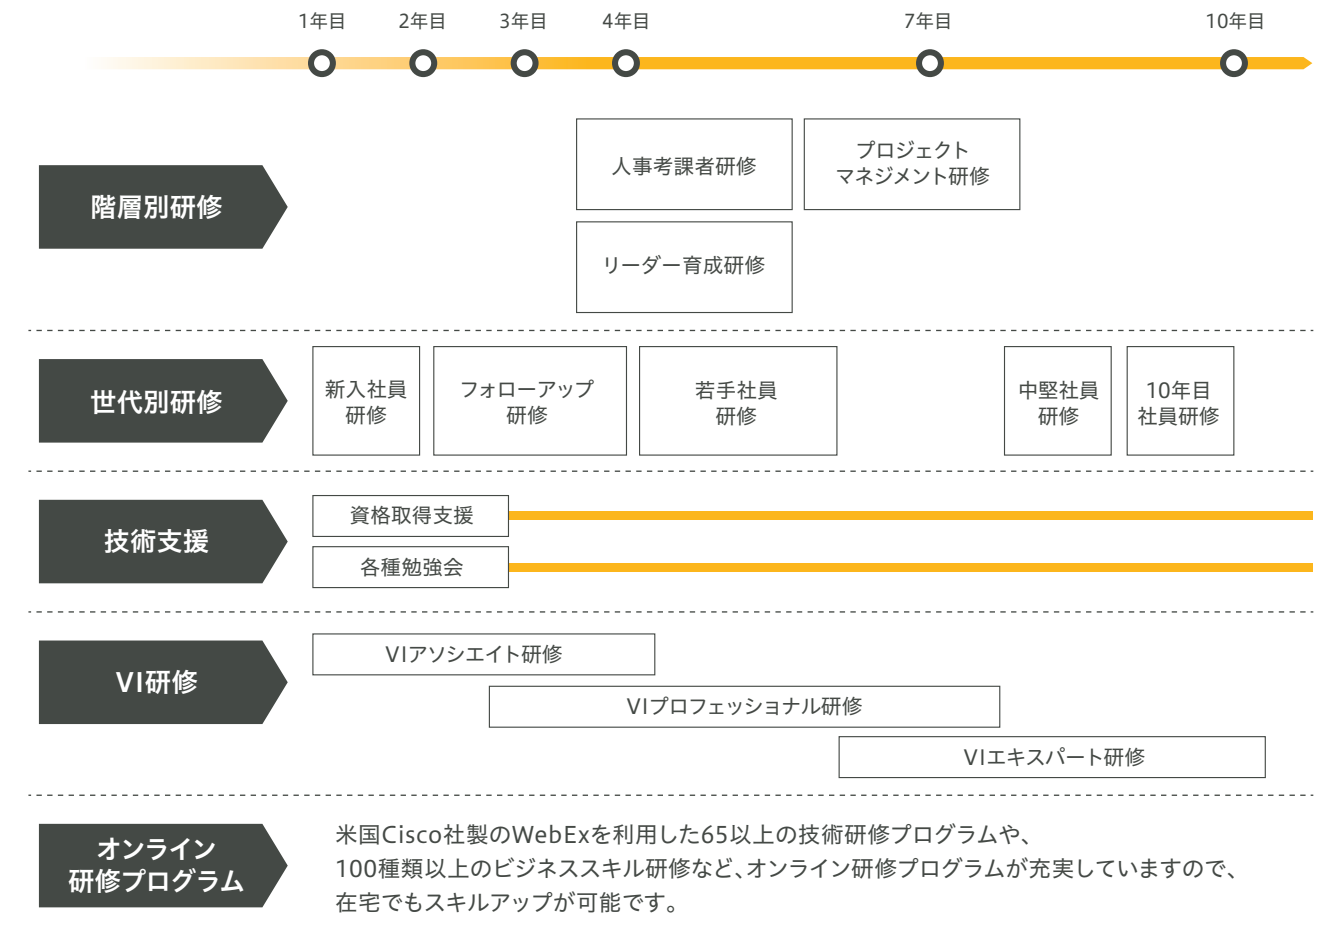 1年目
2年目
3年目
4年目
7年目
10年目
階層別研修
人事考課者研修
プロジェクト
マネジメント研修
リーダー育成研修
世代別研修
新入社員
研修
フォローアップ
研修
若手社員
研修
中堅社員
研修
10年目
社員研修
技術支援
資格取得支援
各種勉強会
VI研修
VIアソシエイト研修
VIプロフェッショナル研修
VIエキスパート研修
オンライン
研修プログラム
米国Cisco社製のWebExを利用した65以上の技術研修プログラムや、
100種類以上のビジネススキル研修など、オンライン研修プログラムが充実していますので、
在宅でもスキルアップが可能です。